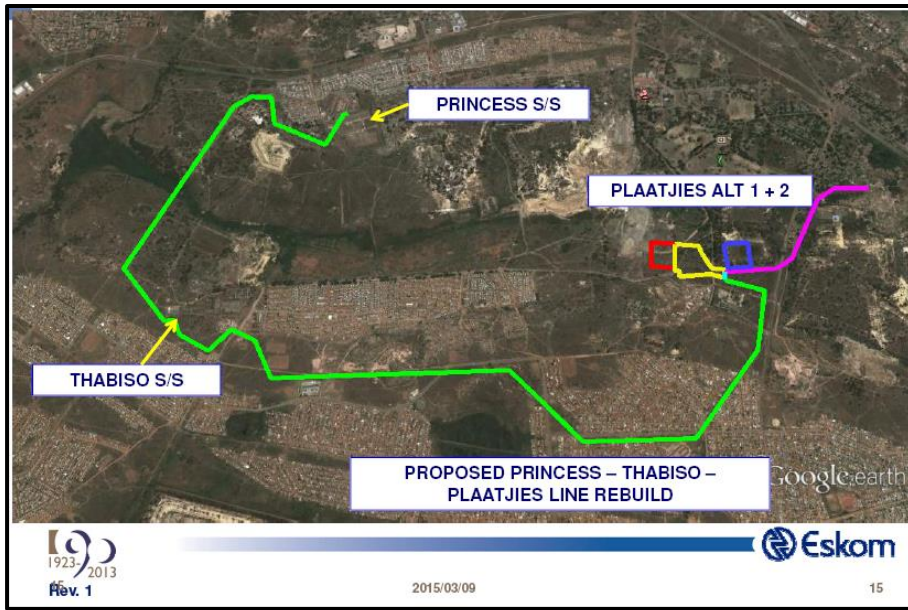 PRINCESS S/S
PLAATJIES ALT 1 + 2
THABISO S/S
PROPOSED PRINCESS – THABISO –
PLAATJIES LINE REBUILD
Google earth
1923-2013
Eskom
Rev. 1
2015/03/09
15